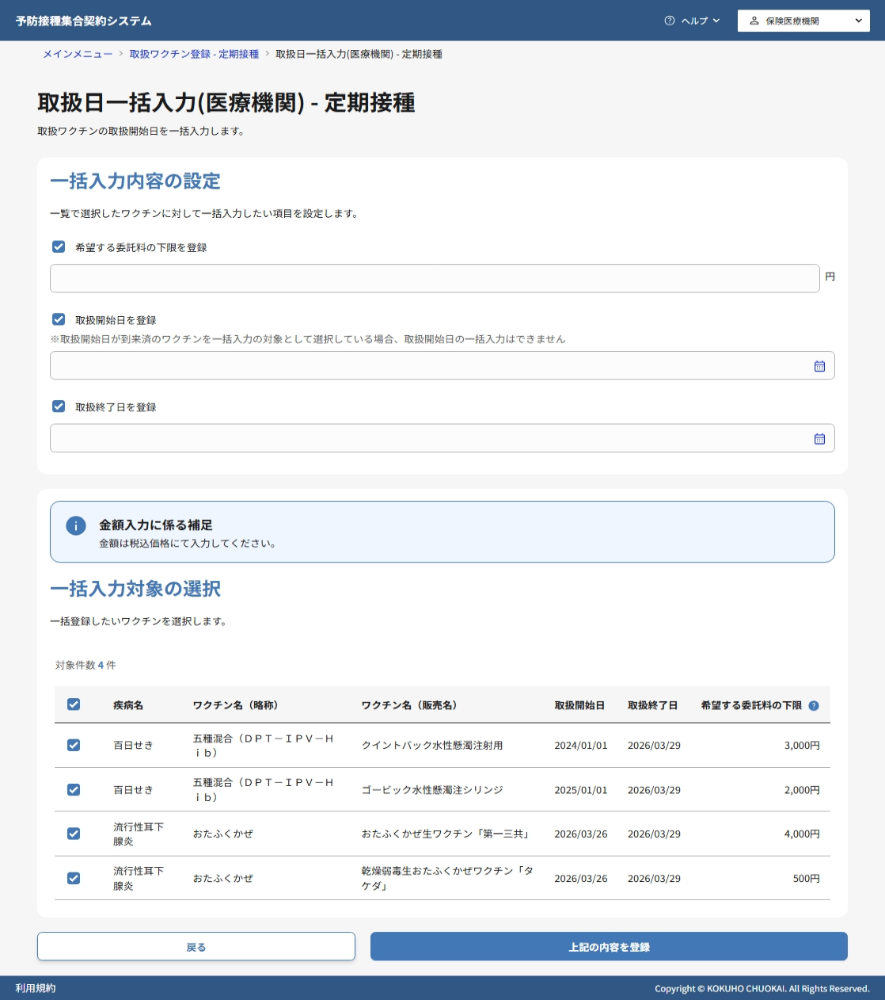 予防接種集合契約システム
ヘルプ
保険医療機関
メインメニュー > 取扱ワクチン登録 - 定期接種 > 取扱日一括入力(医療機関) - 定期接種
取扱日一括入力(医療機関) - 定期接種
取扱ワクチンの取扱開始日を一括入力します。
一括入力内容の設定
一覧で選択したワクチンに対して一括入力したい項目を設定します。
希望する委託料の下限を登録
円
取扱開始日を登録
※取扱開始日が到来済のワクチンを一括入力の対象として選択している場合、取扱開始日の一括入力はできません
取扱終了日を登録
金額入力に係る補足
金額は税込価格にて入力してください。
一括入力対象の選択
一括登録したいワクチンを選択します。
対象件数 4 件
疾病名 ワクチン名（略称） ワクチン名（販売名） 取扱開始日 取扱終了日 希望する委託料の下限 ?
百日せき 五種混合（ＤＰＴ－ＩＰＶ－Ｈｉｂ） クイントバック水性懸濁注射用 2024/01/01 2026/03/29 3,000円
百日せき 五種混合（ＤＰＴ－ＩＰＶ－Ｈｉｂ） ゴービック水性懸濁注シリンジ 2025/01/01 2026/03/29 2,000円
流行性耳下腺炎 おたふくかぜ おたふくかぜ生ワクチン「第一三共」 2026/03/26 2026/03/29 4,000円
流行性耳下腺炎 おたふくかぜ 乾燥弱毒生おたふくかぜワクチン「タケダ」 2026/03/26 2026/03/29 500円
戻る
上記の内容を登録
利用規約
Copyright © KOKUHO CHUOKAI. All Rights Reserved.